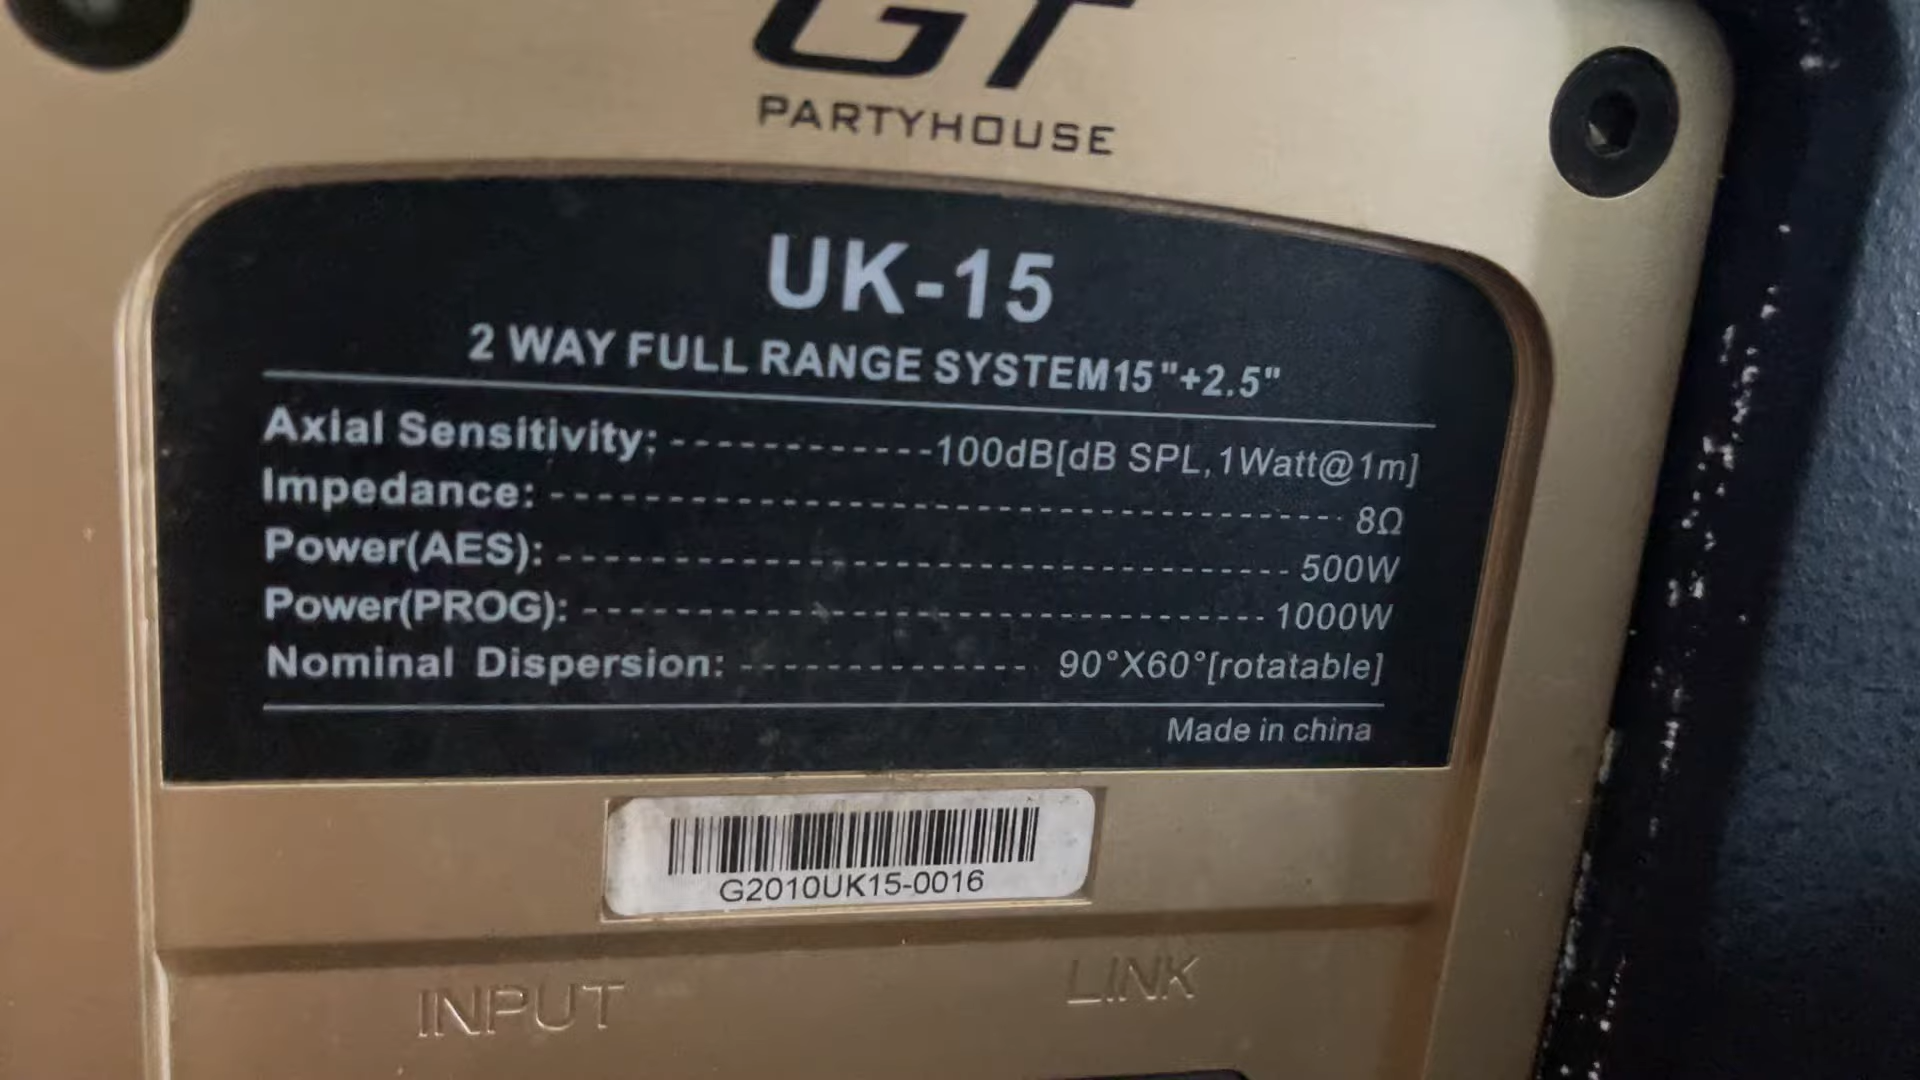 GT
PARTYHOUSE
UK-15
2 WAY FULL RANGE SYSTEM15"+2.5"
Axial Sensitivity:------------100dB[dB SPL,1Watt@1m]
Impedance:-----------------------------------8Ω
Power(AES):--------------------------------500W
Power(PROG):------------------------------1000W
Nominal Dispersion:--------------90°X60°[rotatable]
Made in china
G2010UK15-0016
INPUT LINK